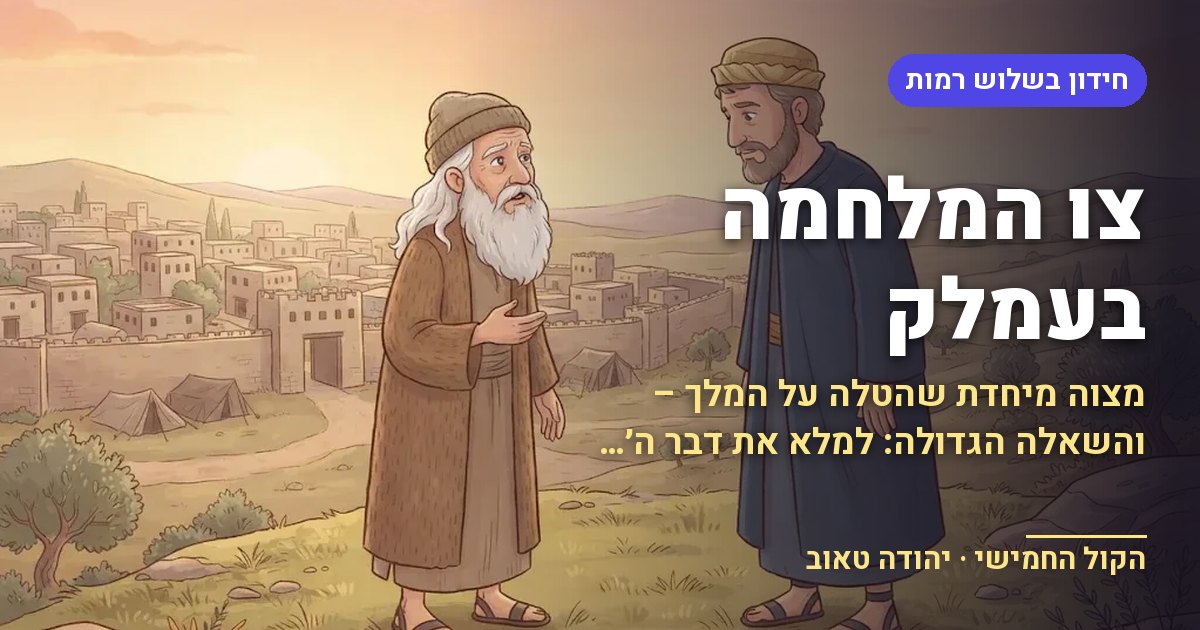 חידון בשלוש רמות
צו המלחמה
בעמלק
מצוה מיחדת שהטלה על המלך –
והשאלה הגדולה: למלא את דבר ה׳...
הקול החמישי · יהודה טאוב